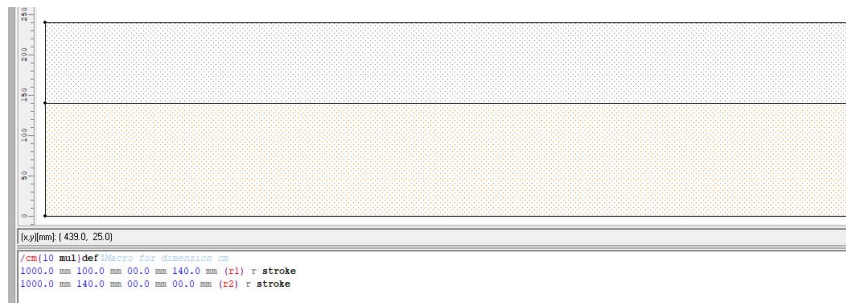 250
200
150
100
50
0
(x,y)[mm]: ( 439.0, 25.0)
/cm{10 mul}def%Macro for dimension cm
1000.0 mm 100.0 mm 00.0 mm 140.0 mm (r1) r stroke
1000.0 mm 140.0 mm 00.0 mm 00.0 mm (r2) r stroke